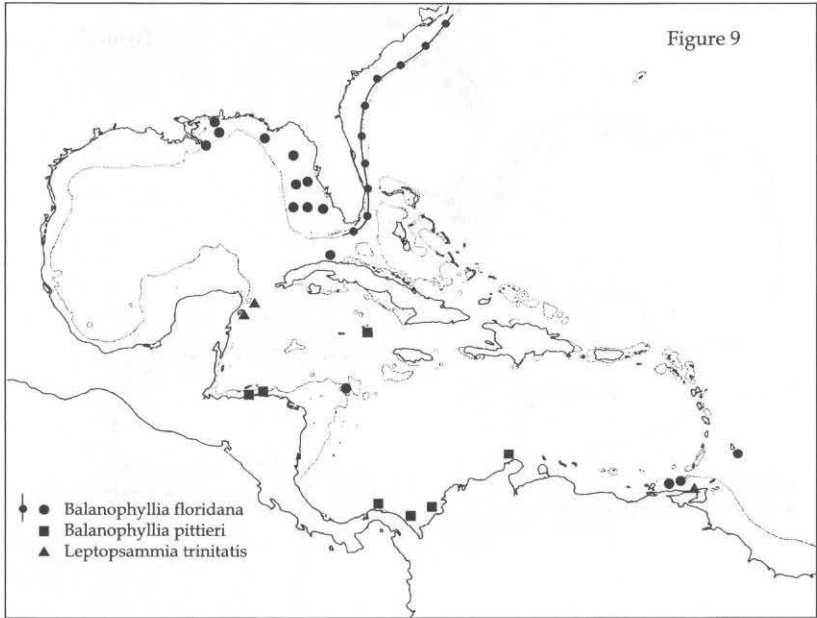 Figure 9
Balanophyllia floridana
Balanophyllia pittieri
Leptopsammia trinitatis